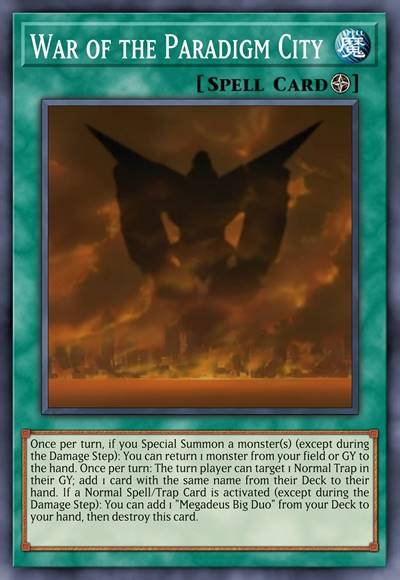 War of the Paradigm City 魔
[Spell Card]
Once per turn, if you Special Summon a monster(s) (except during
the Damage Step): You can return 1 monster from your field or GY to
the hand. Once per turn: The turn player can target 1 Normal Trap in
their GY; add 1 card with the same name from their Deck to their
hand. If a Normal Spell/Trap Card is activated (except during the
Damage Step): You can add 1 "Megadeus Big Duo" from your Deck to
your hand, then destroy this card.